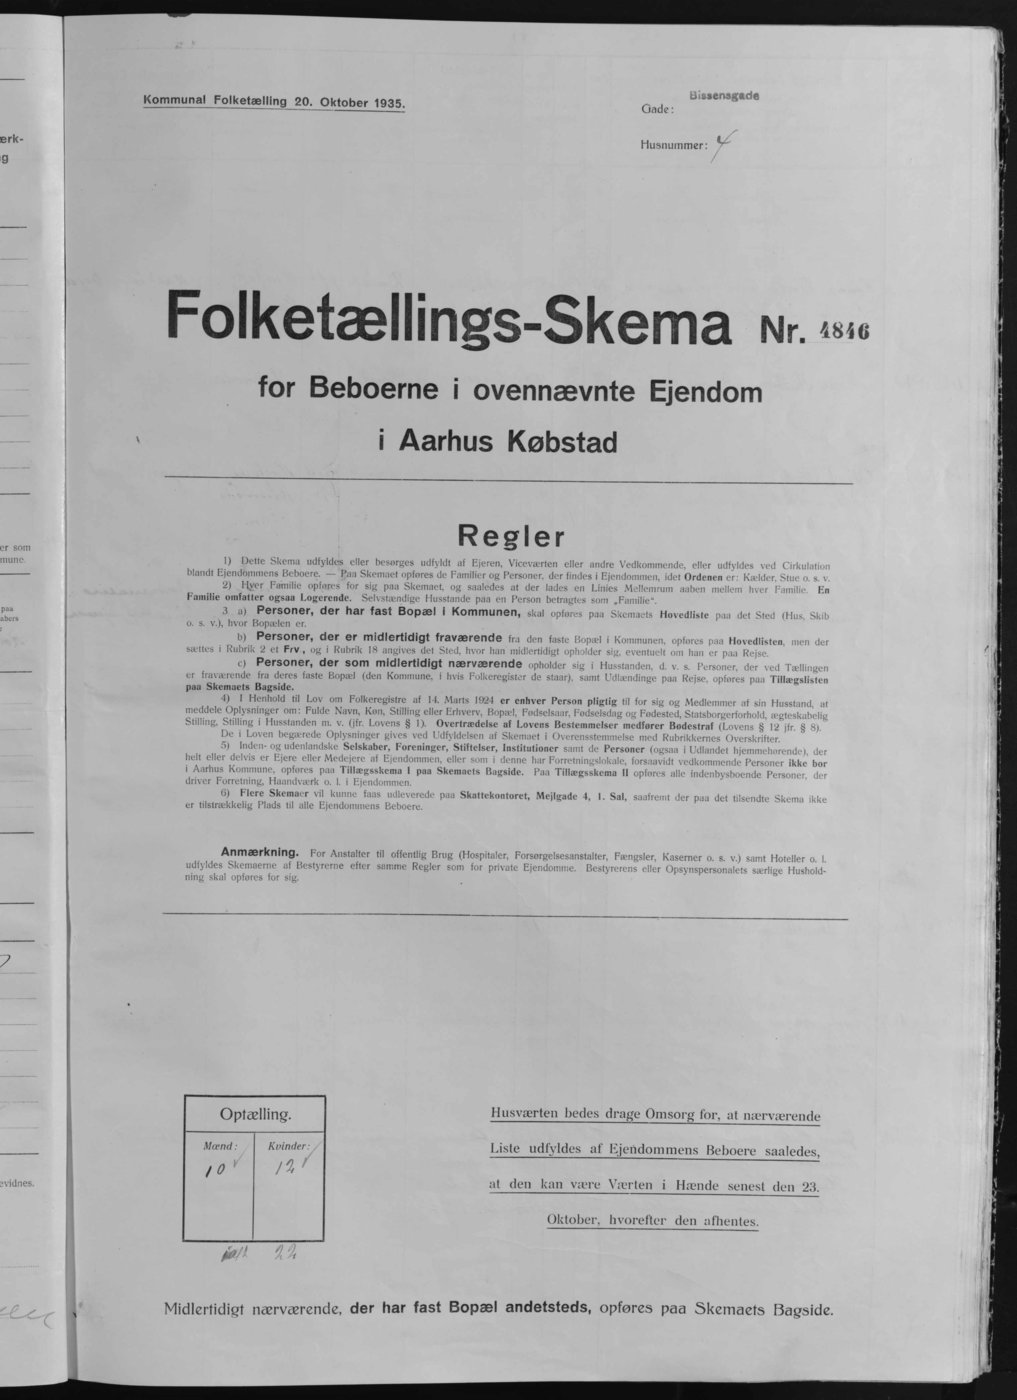 Kommunal Folketælling 20. Oktober 1935.
Bissensgade
Gade:
Husnummer: 4
Folketællings-Skema Nr. 4846
for Beboerne i ovennævnte Ejendom
i Aarhus Købstad
Regler
1) Dette Skema udfyldes eller besørges udfyldt af Ejeren, Viceværten eller andre Vedkommende, eller udfyldes ved Cirkulation
blandt Ejendommens Beboere. — Paa Skemaet opføres de Familier og Personer, der findes i Ejendommen, idet Ordenen er: Kælder, Stue o. s. v.
2) Hver Familie opføres for sig paa Skemaet, og saaledes at der lades en Linies Mellemrum aaben mellem hver Familie. En
Familie omfatter ogsaa Logerende. Selvstændige Husstande paa en Person betragtes som „Familie“.
3 a) Personer, der har fast Bopæl i Kommunen, skal opføres paa Skemaets Hovedliste paa det Sted (Hus, Skib
o. s. v.), hvor Bopælen er.
b) Personer, der er midlertidigt fraværende fra den faste Bopæl i Kommunen, opføres paa Hovedlisten, men der
sættes i Rubrik 2 et Frv., og i Rubrik 18 angives det Sted, hvor han midlertidigt opholder sig, eventuelt om han er paa Rejse.
c) Personer, der som midlertidigt nærværende opholder sig i Husstanden, d. v. s. Personer, der ved Tællingen
er fraværende fra deres faste Bopæl (den Kommune, i hvis Folkeregister de staar), samt Udlændinge paa Rejse, opføres paa Tillægslisten
paa Skemaets Bagside.
4) I Henhold til Lov om Folkeregistre af 14. Marts 1924 er enhver Person pligtig til for sig og Medlemmer af sin Husstand, at
meddele Oplysninger om: Fulde Navn, Køn, Stilling eller Erhverv, Bopæl, Fødselsaar, Fødselsdag og Fødested, Statsborgerforhold, ægteskabelig
Stilling, Stilling i Husstanden m. v. (jfr. Lovens § 1). Overtrædelse af Lovens Bestemmelser medfører Bødestraf (Lovens § 12 jfr. § 8).
De i Loven begærede Oplysninger gives ved Udfyldelsen af Skemaet i Overensstemmelse med Rubrikkernes Overskrifter.
5) Inden- og udenlandske Selskaber, Foreninger, Stiftelser, Institutioner samt de Personer (ogsaa i Udlandet hjemmehørende), der
helt eller delvis er Ejere eller Medejere af Ejendommen, eller som i denne har Forretningslokale, forsaavidt vedkommende Personer ikke bor
i Aarhus Kommune, opføres paa Tillægsskema I paa Skemaets Bagside. Paa Tillægsskema II opføres alle indenbysboende Personer, der
driver Forretning, Haandværk o. l. i Ejendommen.
6) Flere Skemaer vil kunne faas udleverede paa Skattekontoret, Mejlgade 4, 1. Sal, saafremt der paa det tilsendte Skema ikke
er tilstrækkelig Plads til alle Ejendommens Beboere.
Anmærkning. For Anstalter til offentlig Brug (Hospitaler, Forsørgelsesanstalter, Fængsler, Kaserner o. s. v.) samt Hoteller o. l.
udfyldes Skemaerne af Bestyrerne efter samme Regler som for private Ejendomme. Bestyrerens eller Opsynspersonalets særlige Hushold-
ning skal opføres for sig.
Optælling.
Mænd: Kvinder:
10 12
ialt 22
Husværten bedes drage Omsorg for, at nærværende
Liste udfyldes af Ejendommens Beboere saaledes,
at den kan være Værten i Hænde senest den 23.
Oktober, hvorefter den afhentes.
Midlertidigt nærværende, der har fast Bopæl andetsteds, opføres paa Skemaets Bagside.